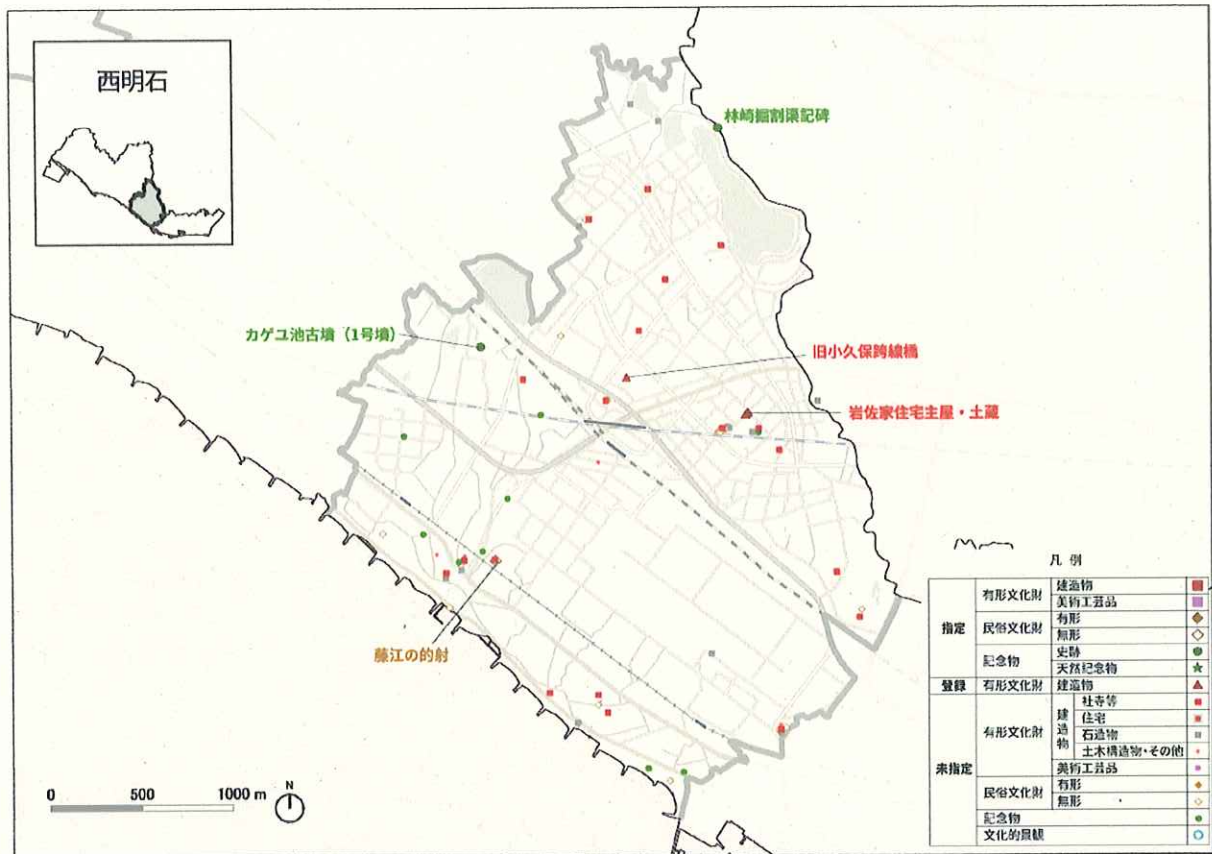 西明石
林崎掘割渠記碑
カゲユ池古墳（1号墳）
旧小久保跨線橋
岩佐家住宅主屋・土蔵
藤江の的射
0 500 1000 m
N
凡例
指定 有形文化財 建造物
美術工芸品
民俗文化財 有形
無形
記念物 史跡
天然紀念物
登録 有形文化財 建造物
未指定 有形文化財 建造物 社寺等
住宅
石造物
土木構造物・その他
美術工芸品
民俗文化財 有形
無形
記念物
文化的景観